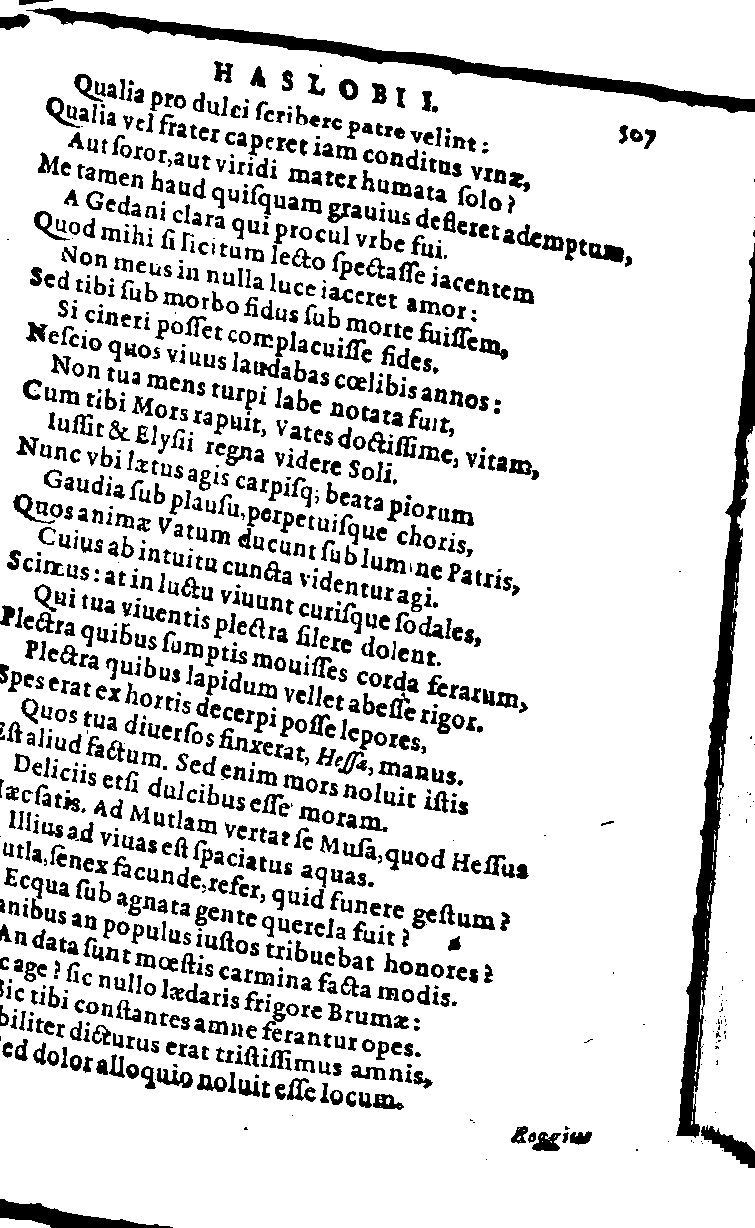 HASLOBII. 507
Qualia pro dulci ſcribere patre velint:
Qualia vel frater caperet iam conditus vrnæ,
Aut ſoror, aut viridi mater humata ſolo?
Me tamen haud quiſquam grauius defleret ademptum,
A Gedani clara qui procul vrbe fui.
Quod mihi ſi licitum lecto ſpectaſſe iacentem
Non meus in nulla luce iaceret amor:
Sed tibi ſub morbo fidus ſub morte fuiſſem,
Si cineri poſſet complacuiſſe fides.
Neſcio quos viuus laudabas cœlibis annos:
Non tua mens turpi labe notata fuit,
Cum tibi Mors rapuit, Vates doctiſſime, vitam,
Iuſſit & Elyſii regna videre Soli.
Nunc vbi lætus agis carpiſq; beata piorum
Gaudia ſub plauſu, perpetuiſque choris,
Quos animæ Vatum ducunt ſub lumine Patris,
Cuius ab intuitu cuncta videntur agi.
Scimus: at in luctu viuunt curiſque ſodales,
Qui tua viuentis plectra ſilere dolent.
Plectra quibus ſumptis mouiſſes corda ferarum,
Plectra quibus lapidum vellet abeſſe rigor.
Spes erat ex hortis decerpi poſſe lepores,
Quos tua diuerſos finxerat, Heſſa, manus.
Eſt aliud factum. Sed enim mors noluit iſtis
Deliciis etſi dulcibus eſſe moram.
Hæc ſatis. Ad Mutlam vertat ſe Muſa, quod Heſſus
Illius ad viuas eſt ſpaciatus aquas.
utla, ſenex facunde, refer, quid funere geſtum?
Ecqua ſub agnata gente querela fuit?
anibus an populus iuſtos tribuebat honores?
An data ſunt mœſtis carmina facta modis.
c age? ſic nullo lædaris frigore Brumæ:
Sic tibi conſtantes amne ferantur opes.
biliter dicturus erat triſtiſſimus amnis,
ed dolor alloquio noluit eſſe locum.
Roggius